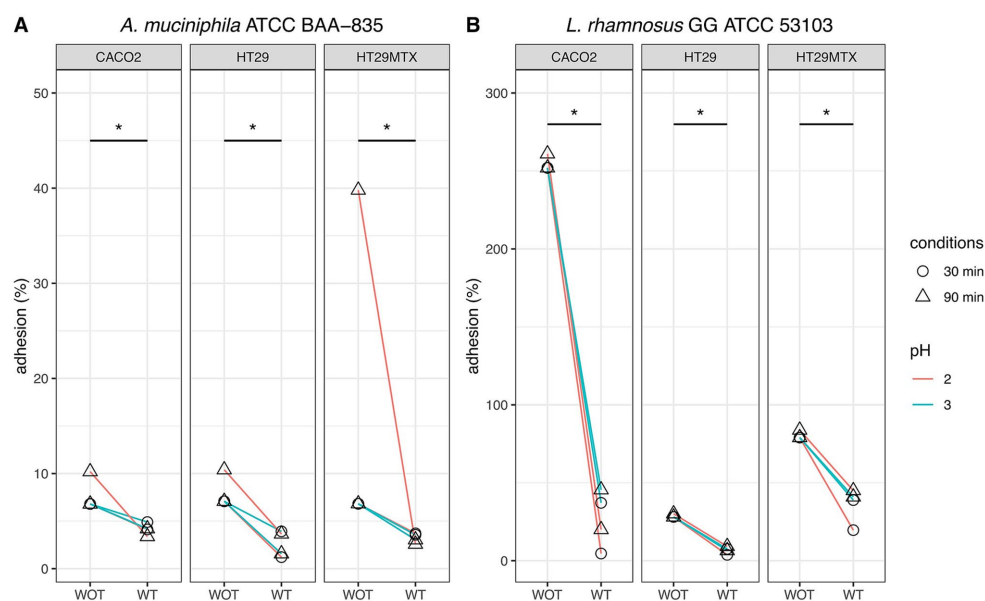 A
A. muciniphila ATCC BAA−835
CACO2
HT29
HT29MTX
adhesion (%)
50
40
30
20
10
0
*
*
*
WOT
WT
WOT
WT
WOT
WT
B
L. rhamnosus GG ATCC 53103
CACO2
HT29
HT29MTX
adhesion (%)
300
200
100
0
*
*
*
WOT
WT
WOT
WT
WOT
WT
conditions
30 min
90 min
pH
2
3